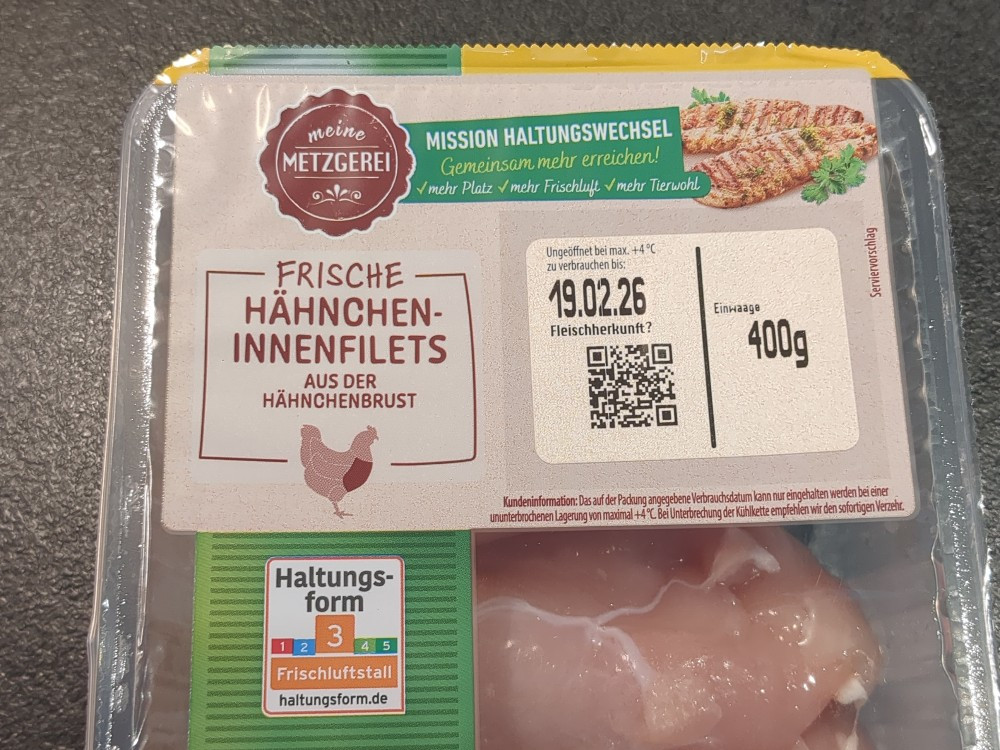 meine
METZGEREI
MISSION HALTUNGSWECHSEL
Gemeinsam mehr erreichen!
✓mehr Platz ✓mehr Frischluft ✓mehr Tierwohl
Serviervorschlag
FRISCHE
HÄHNCHEN-
INNENFILETS
AUS DER
HÄHNCHENBRUST
Ungeöffnet bei max. +4 °C
zu verbrauchen bis:
19.02.26
Fleischherkunft?
Einwaage
400g
Kundeninformation: Das auf der Packung angegebene Verbrauchsdatum kann nur eingehalten werden bei einer
ununterbrochenen Lagerung von maximal +4 °C. Bei Unterbrechung der Kühlkette empfehlen wir den sofortigen Verzehr.
Haltungs-
form
1 2 3 4 5
Frischluftstall
haltungsform.de